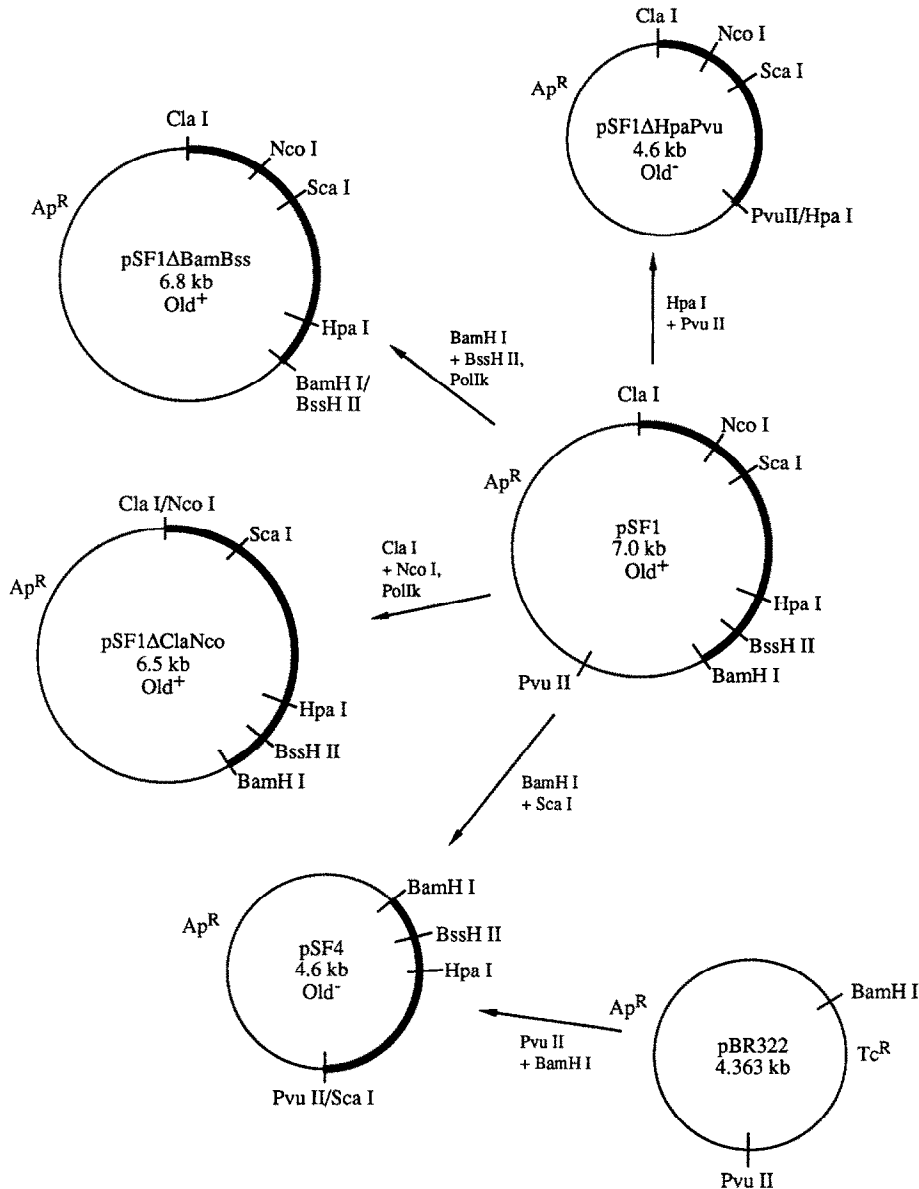 Cla I
Nco I
Sca I
Ap^R
pSF1ΔHpaPvu
4.6 kb
Old^-
PvuII/Hpa I
Cla I
Nco I
Sca I
Ap^R
pSF1ΔBamBss
6.8 kb
Old^+
Hpa I
BamH I/
BssH II
Hpa I
+ Pvu II
BamH I
+ BssH II,
PolIk
Cla I
Nco I
Sca I
Ap^R
pSF1
7.0 kb
Old^+
Hpa I
BssH II
BamH I
Pvu II
Cla I
+ Nco I,
PolIk
Cla I/Nco I
Sca I
Ap^R
pSF1ΔClaNco
6.5 kb
Old^+
Hpa I
BssH II
BamH I
BamH I
+ Sca I
BamH I
BssH II
Hpa I
Ap^R
pSF4
4.6 kb
Old^-
Pvu II/Sca I
Pvu II
+ BamH I
Ap^R
BamH I
Tc^R
pBR322
4.363 kb
Pvu II